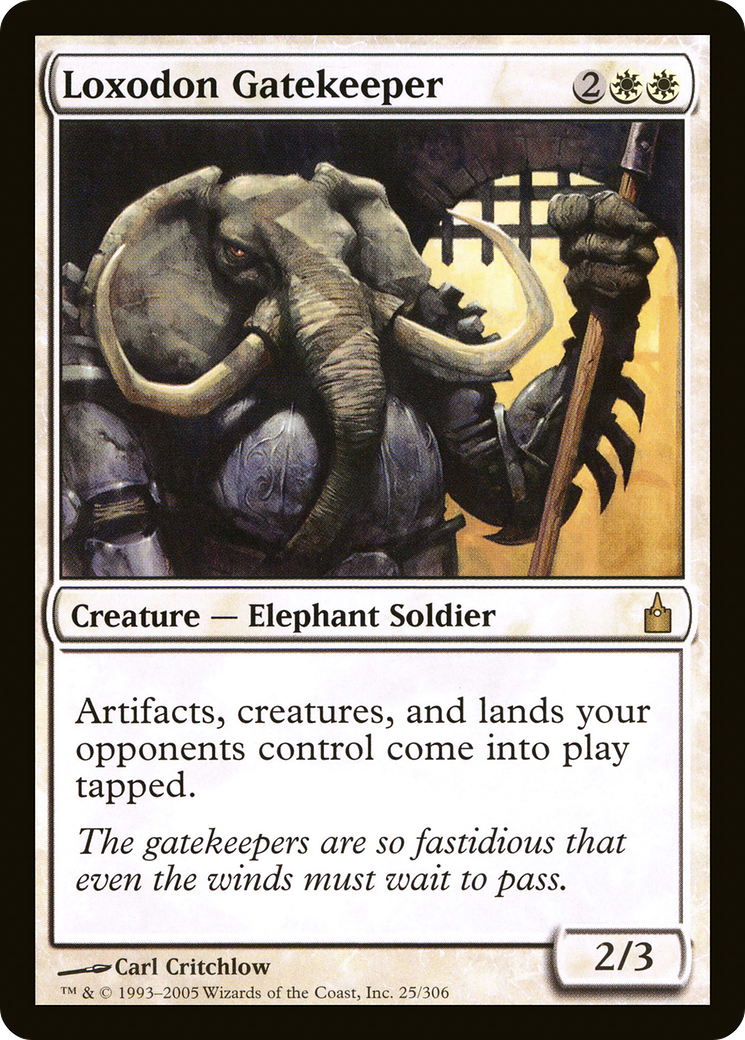 Loxodon Gatekeeper 2
Creature — Elephant Soldier
Artifacts, creatures, and lands your
opponents control come into play
tapped.
The gatekeepers are so fastidious that
even the winds must wait to pass.
2/3
Carl Critchlow
™ & © 1993–2005 Wizards of the Coast, Inc. 25/306